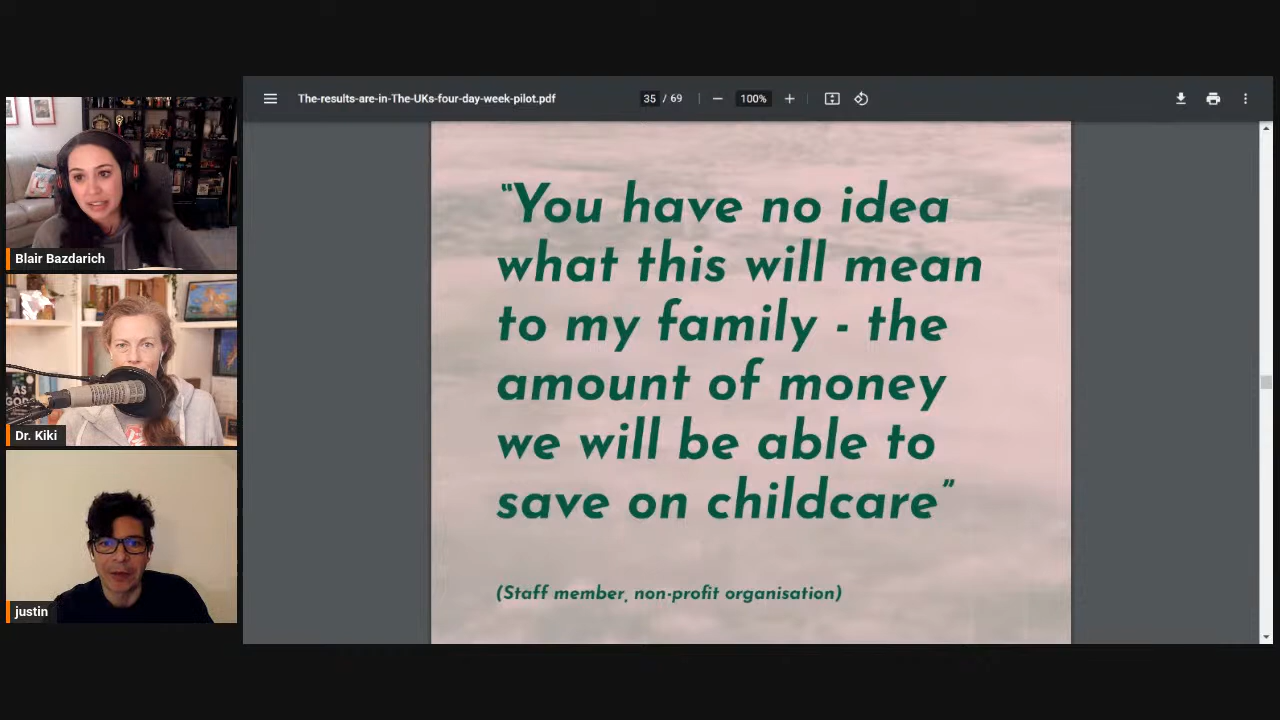 The-results-are-in-The-UKs-four-day-week-pilot.pdf
35 / 69
100%
Blair Bazdarich
AS
GOD
Dr. Kiki
justin
"You have no idea
what this will mean
to my family - the
amount of money
we will be able to
save on childcare”
(Staff member, non-profit organisation)